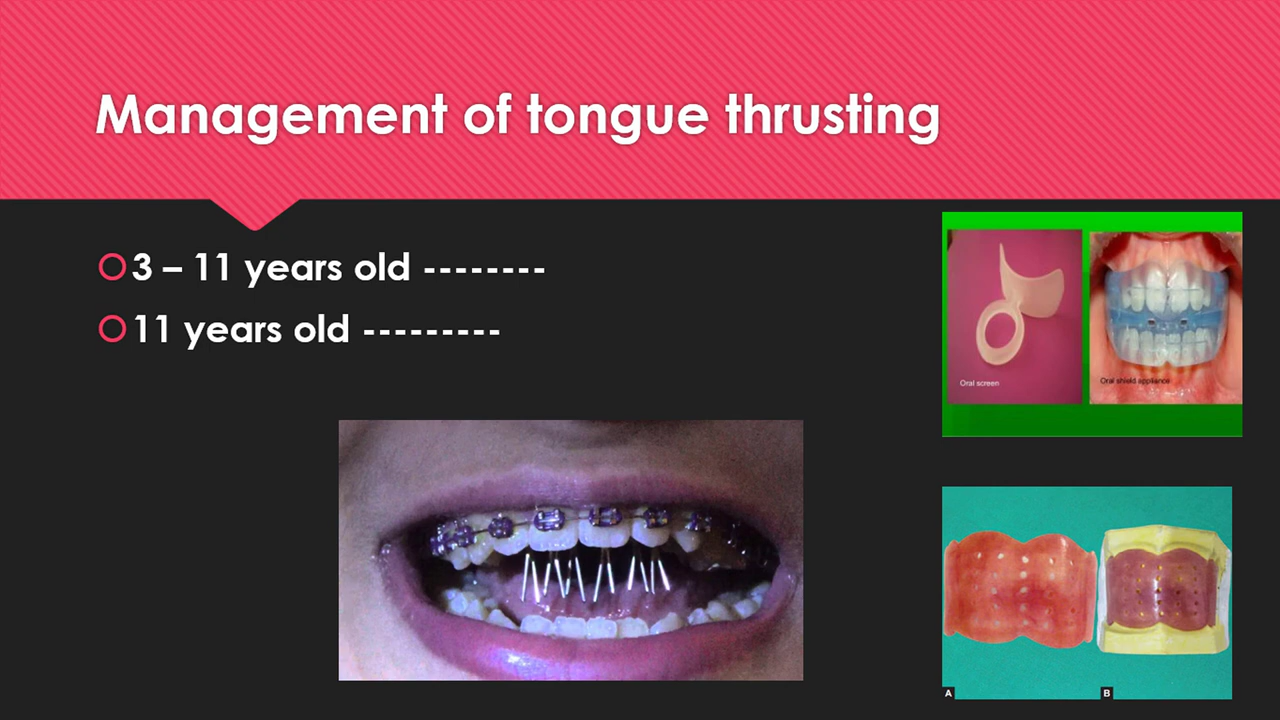 Management of tongue thrusting
3 – 11 years old --------
11 years old ---------
Oral screen
Oral shield appliance
A
B